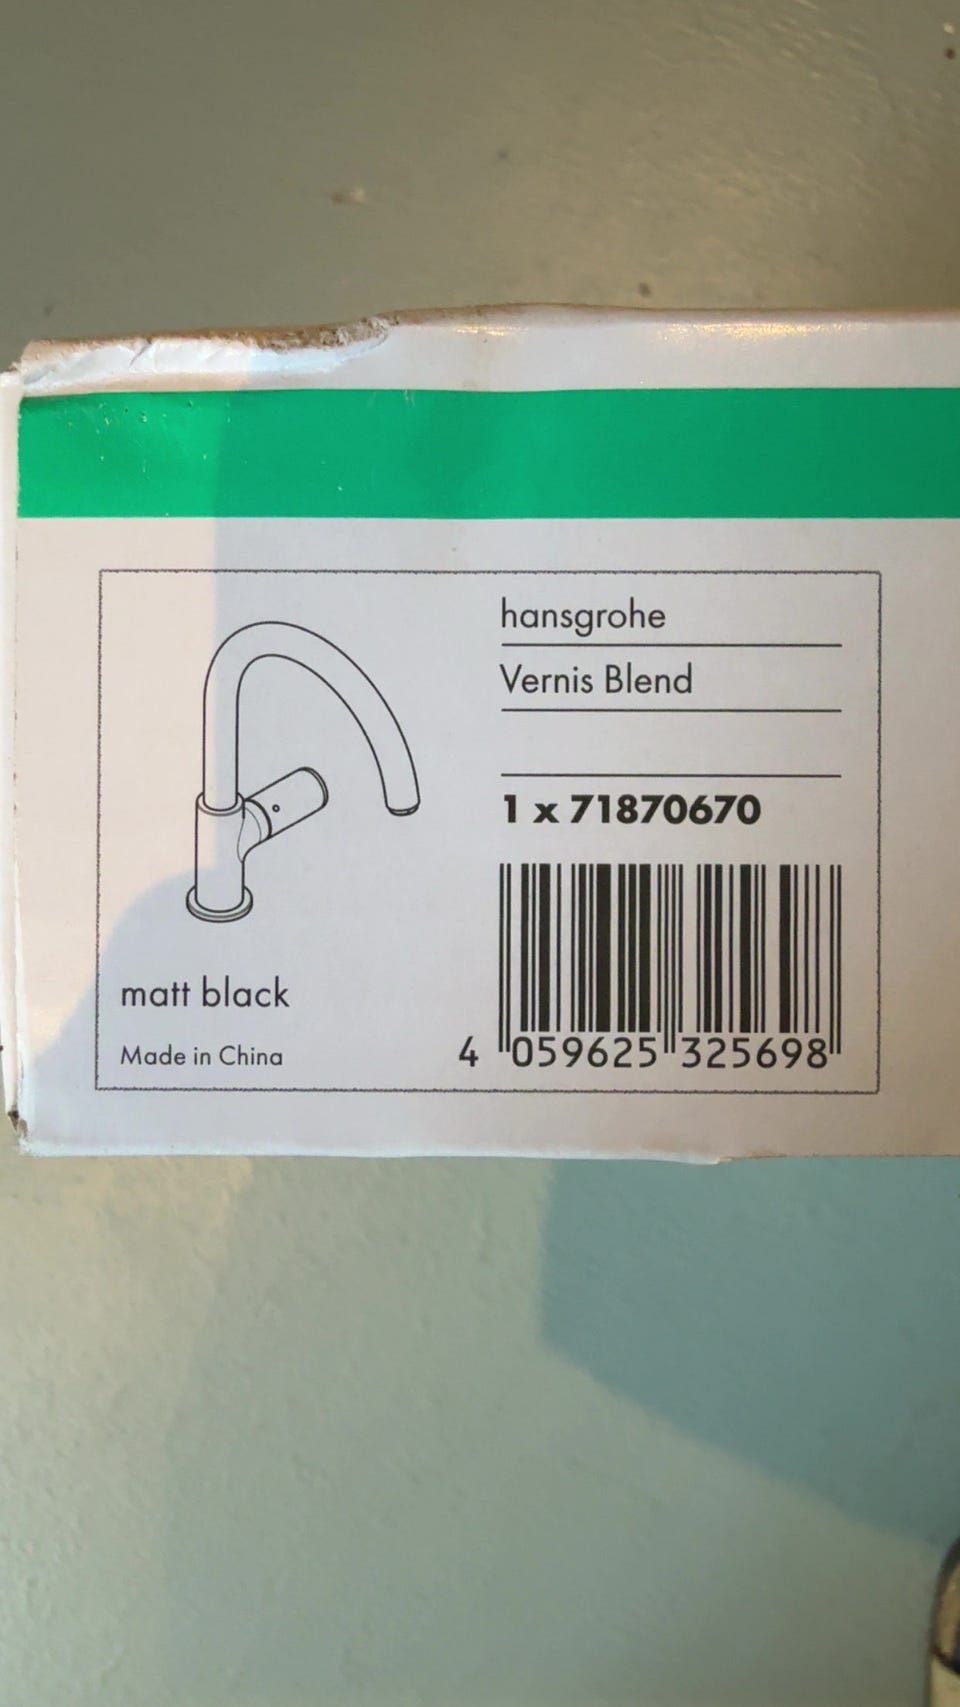 hansgrohe
Vernis Blend
1 x 71870670
matt black
Made in China
4 059625 325698